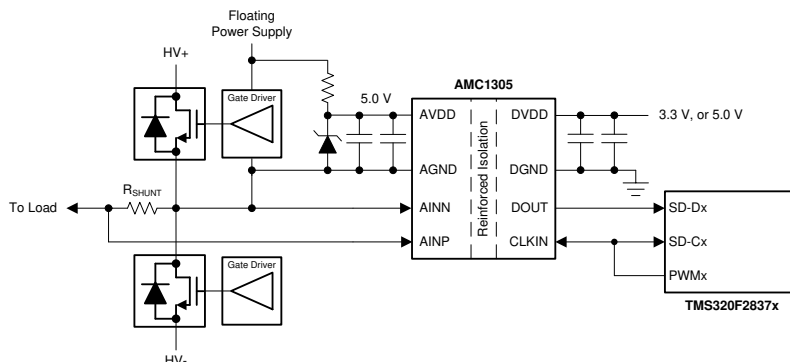 Floating
Power Supply
HV+
Gate Driver
5.0 V
AMC1305
AVDD
DVDD
3.3 V, or 5.0 V
AGND
DGND
Reinforced Isolation
RSHUNT
To Load
AINN
DOUT
SD-Dx
AINP
CLKIN
SD-Cx
PWMx
Gate Driver
TMS320F2837x
HV-